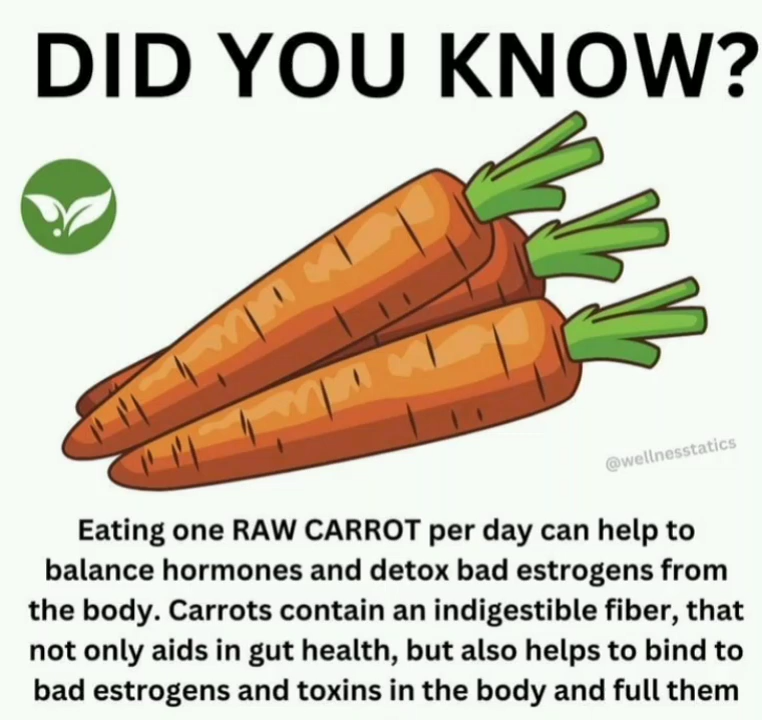 DID YOU KNOW?
@wellnesstatics
Eating one RAW CARROT per day can help to
balance hormones and detox bad estrogens from
the body. Carrots contain an indigestible fiber, that
not only aids in gut health, but also helps to bind to
bad estrogens and toxins in the body and full them